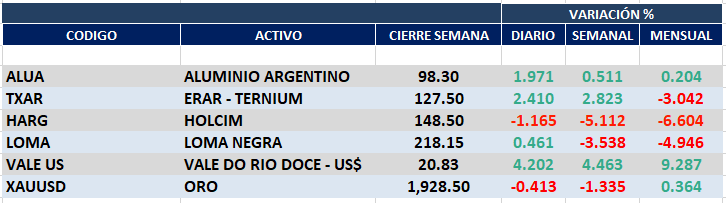 VARIACIÓN %
CODIGO ACTIVO CIERRE SEMANA DIARIO SEMANAL MENSUAL
ALUA ALUMINIO ARGENTINO 98.30 1.971 0.511 0.204
TXAR ERAR - TERNIUM 127.50 2.410 2.823 -3.042
HARG HOLCIM 148.50 -1.165 -5.112 -6.604
LOMA LOMA NEGRA 218.15 0.461 -3.538 -4.946
VALE US VALE DO RIO DOCE - US$ 20.83 4.202 4.463 9.287
XAUUSD ORO 1,928.50 -0.413 -1.335 0.364